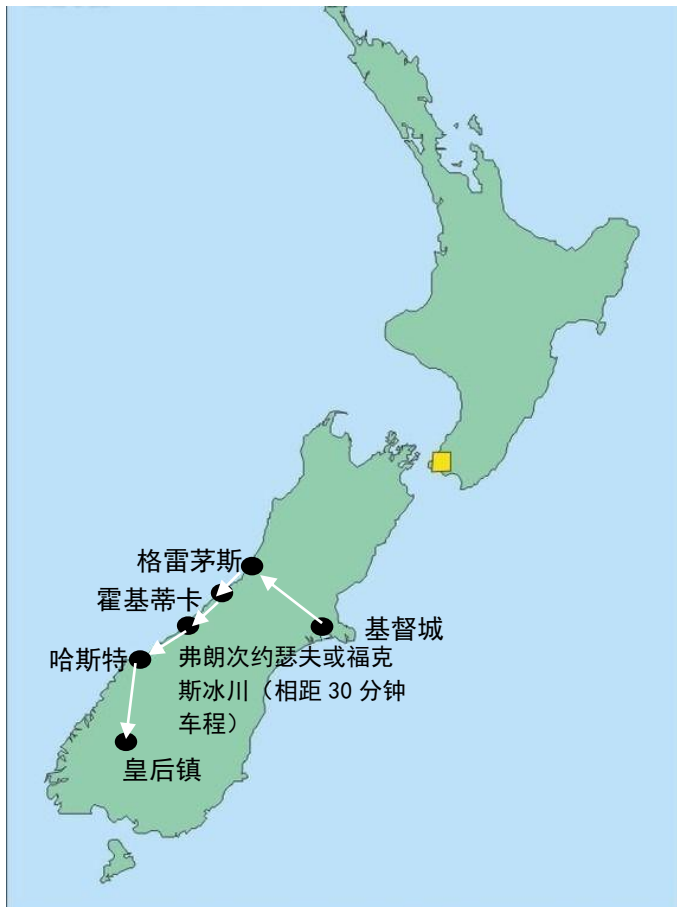 格雷茅斯
霍基蒂卡
基督城
哈斯特
弗朗次约瑟夫或福克
斯冰川（相距 30 分钟
车程）
皇后镇